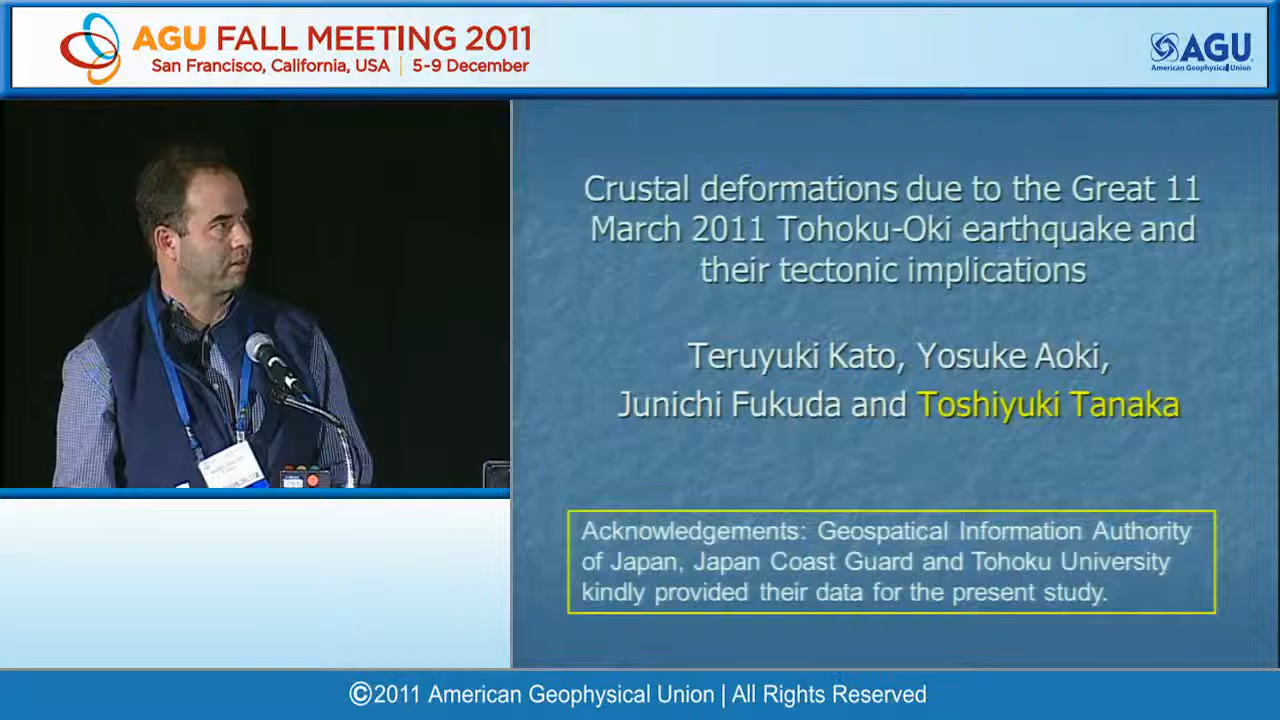 AGU FALL MEETING 2011
San Francisco, California, USA | 5-9 December
AGU
American Geophysical Union
Crustal deformations due to the Great 11
March 2011 Tohoku-Oki earthquake and
their tectonic implications
Teruyuki Kato, Yosuke Aoki,
Junichi Fukuda and Toshiyuki Tanaka
Acknowledgements: Geospatical Information Authority
of Japan, Japan Coast Guard and Tohoku University
kindly provided their data for the present study.
©2011 American Geophysical Union | All Rights Reserved